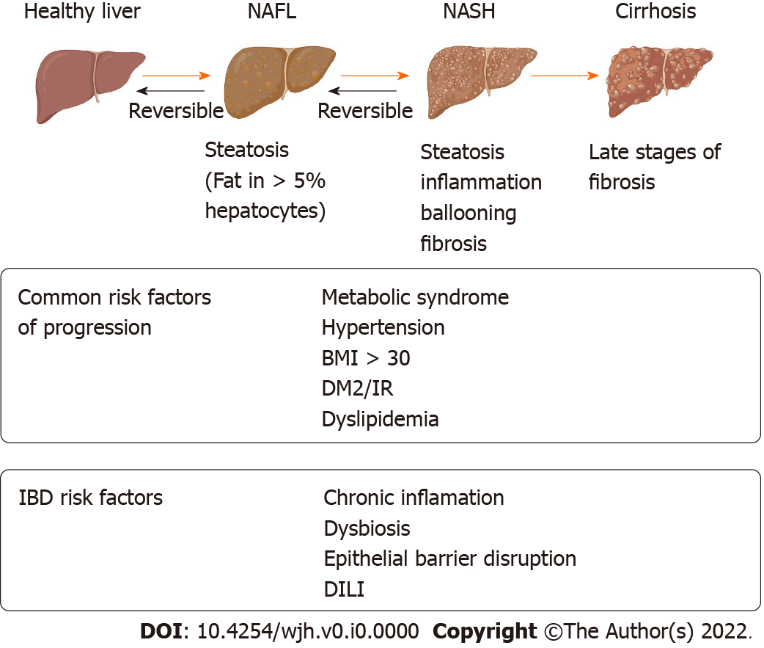 Healthy liver NAFL NASH Cirrhosis
Reversible Reversible
Steatosis
(Fat in > 5%
hepatocytes)
Steatosis
inflammation
ballooning
fibrosis
Late stages of
fibrosis
Common risk factors
of progression
Metabolic syndrome
Hypertension
BMI > 30
DM2/IR
Dyslipidemia
IBD risk factors
Chronic inflamation
Dysbiosis
Epithelial barrier disruption
DILI
DOI: 10.4254/wjh.v0.i0.0000 Copyright ©The Author(s) 2022.